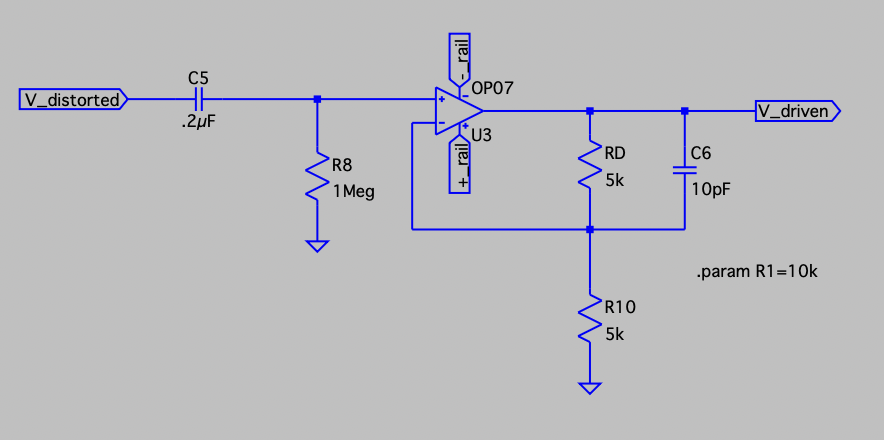 -_rail
C5
OP07
V_distorted
+
-
V_driven
.2µF
-
+
U3
+_rail
RD
C6
R8
5k
1Meg
10pF
.param R1=10k
R10
5k